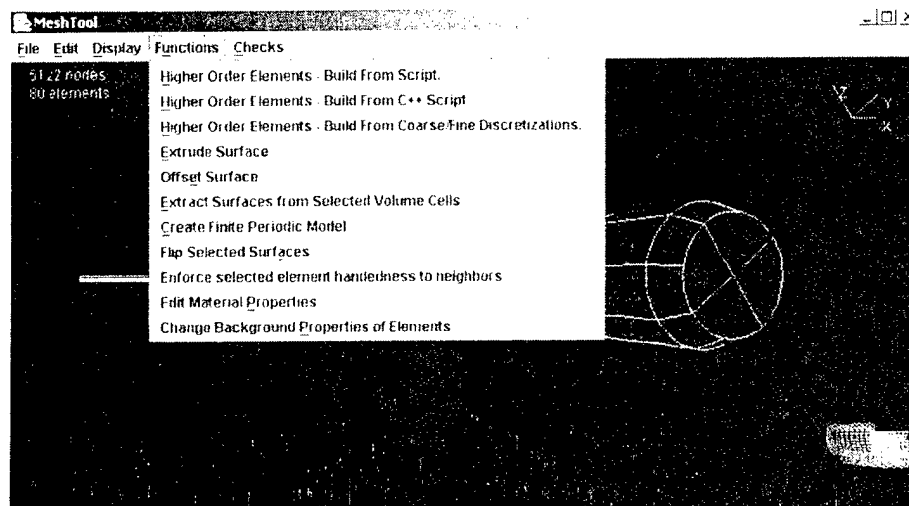 MeshTool
File Edit Display Functions Checks
5122 nodes
80 elements
Higher Order Elements - Build From Script.
Higher Order Elements - Build From C++ Script
Higher Order Elements - Build From Coarse/Fine Discretizations.
Extrude Surface
Offset Surface
Extract Surfaces from Selected Volume Cells
Create Finite Periodic Model
Flip Selected Surfaces
Enforce selected element handedness to neighbors
Edit Material Properties
Change Background Properties of Elements
Z
Y
X